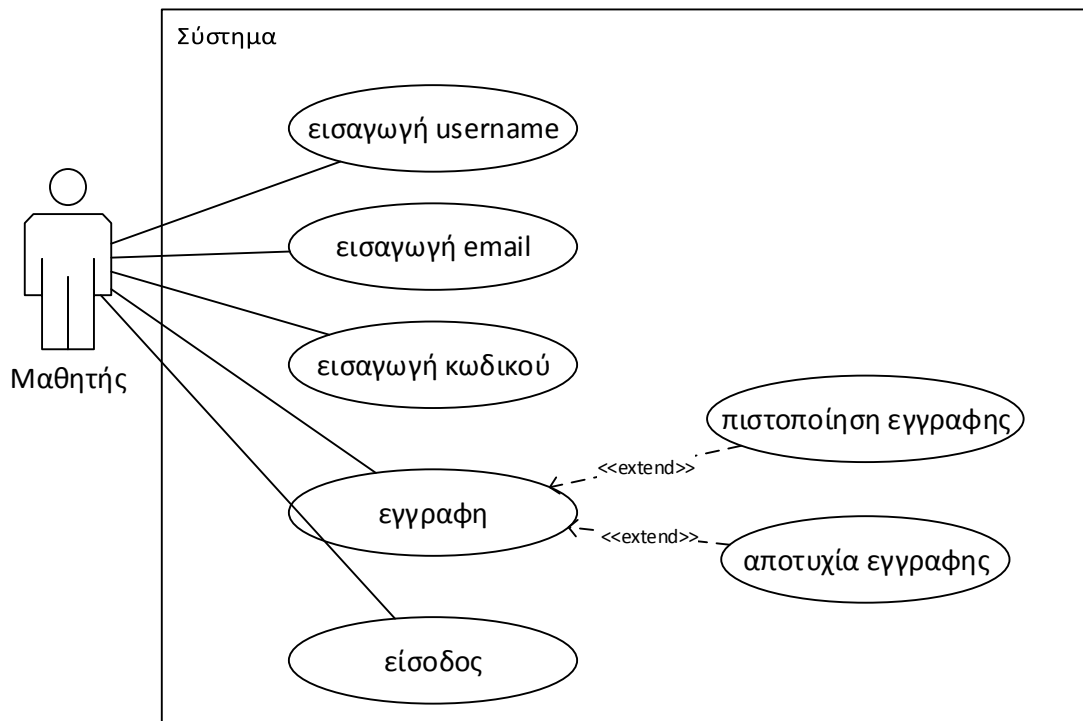 Σύστημα
εισαγωγή username
εισαγωγή email
εισαγωγή κωδικού
Μαθητής
πιστοποίηση εγγραφης
<<extend>>
εγγραφη
<<extend>>
αποτυχία εγγραφης
είσοδος